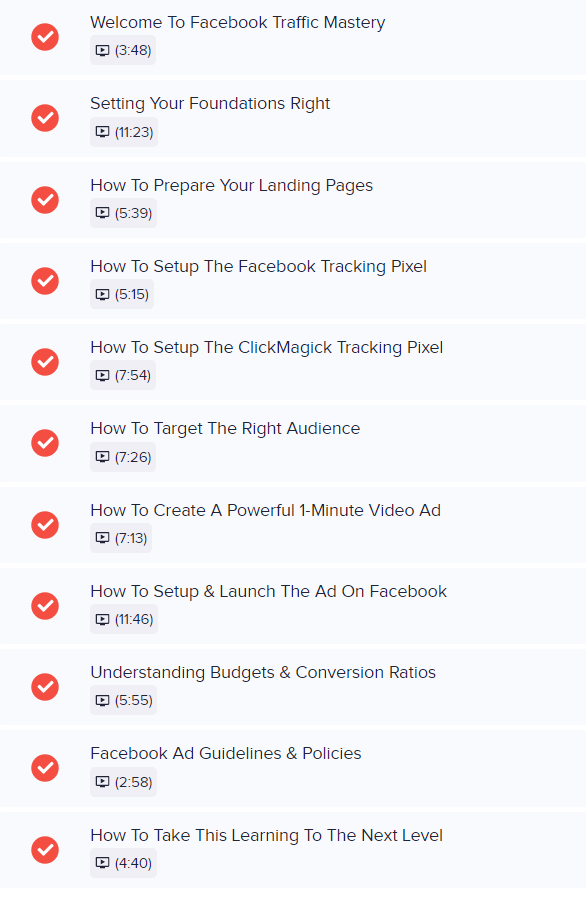 Welcome To Facebook Traffic Mastery
(3:48)
Setting Your Foundations Right
(11:23)
How To Prepare Your Landing Pages
(5:39)
How To Setup The Facebook Tracking Pixel
(5:15)
How To Setup The ClickMagick Tracking Pixel
(7:54)
How To Target The Right Audience
(7:26)
How To Create A Powerful 1-Minute Video Ad
(7:13)
How To Setup & Launch The Ad On Facebook
(11:46)
Understanding Budgets & Conversion Ratios
(5:55)
Facebook Ad Guidelines & Policies
(2:58)
How To Take This Learning To The Next Level
(4:40)